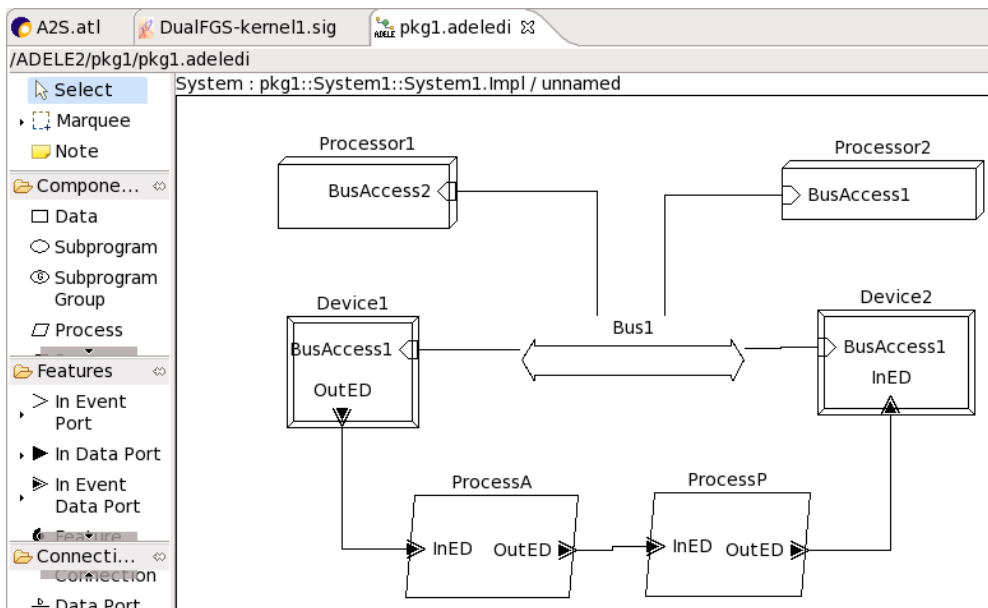 A2S.atl
DualFGS-kernel1.sig
ADELE pkg1.adeledi
/ADELE2/pkg1/pkg1.adeledi
Select
Marquee
Note
Compone...
Data
Subprogram
Subprogram
Group
Process
Features
In Event
Port
In Data Port
In Event
Data Port
Feature
Connecti...
Connection
Data Port
System : pkg1::System1::System1.Impl / unnamed
Processor1
BusAccess2
Processor2
BusAccess1
Device1
BusAccess1
OutED
Bus1
Device2
BusAccess1
InED
ProcessA
InED OutED
ProcessP
InED OutED